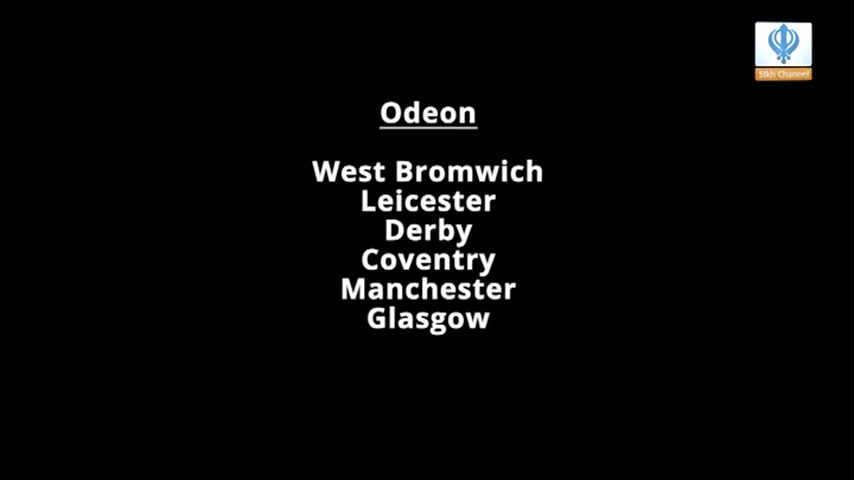 Sikh Channel
Odeon
West Bromwich
Leicester
Derby
Coventry
Manchester
Glasgow